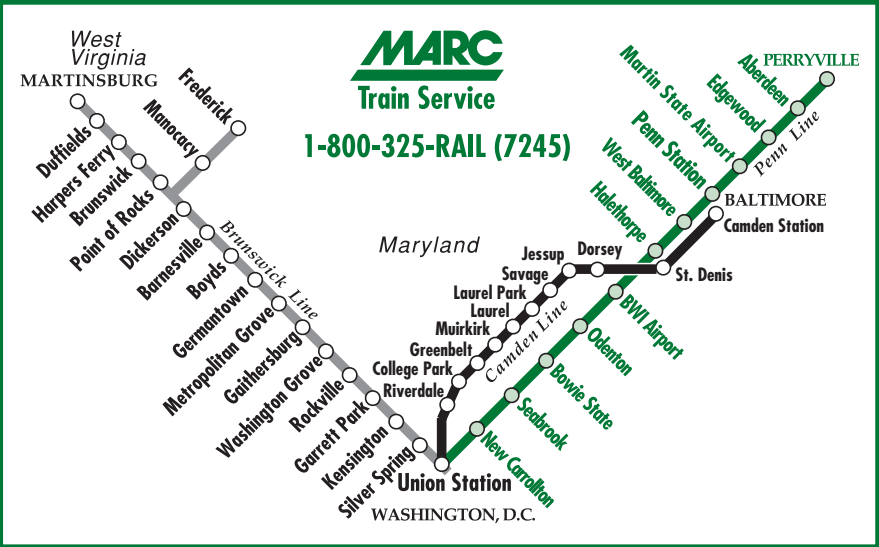 West
Virginia
MARTINSBURG
Duffields
Harpers Ferry
Brunswick
Point of Rocks
Frederick
Manocacy
Dickerson
Barnesville
Boyds
Germantown
Metropolitan Grove
Gaithersburg
Washington Grove
Rockville
Garrett Park
Kensington
Silver Spring
Brunswick Line
MARC
Train Service
1-800-325-RAIL (7245)
Maryland
PERRYVILLE
Aberdeen
Edgewood
Martin State Airport
Penn Station
West Baltimore
Halethorpe
Penn Line
BALTIMORE
Camden Station
St. Denis
Dorsey
Jessup
Savage
Laurel Park
Laurel
Muirkirk
Greenbelt
College Park
Riverdale
Camden Line
BWI Airport
Odenton
Bowie State
Seabrook
New Carrollton
Union Station
WASHINGTON, D.C.